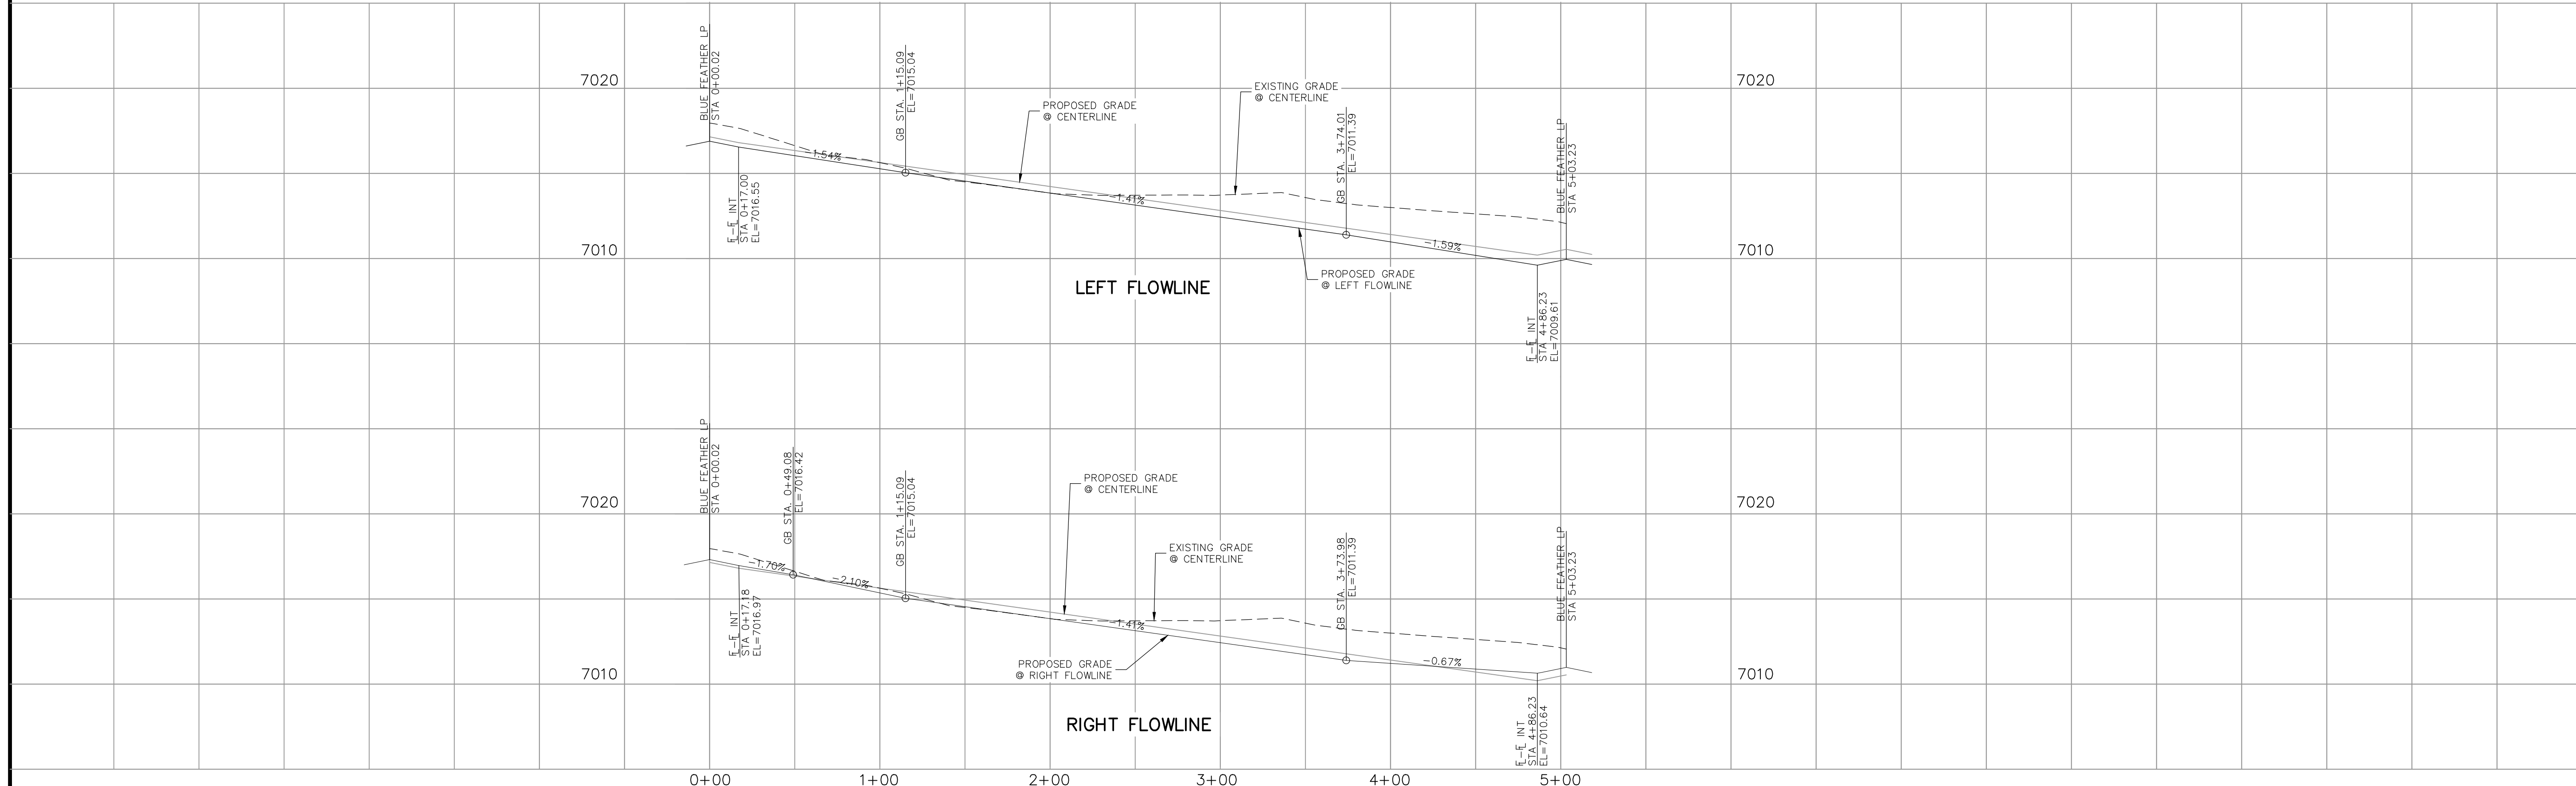 BLUE FEATHER LP
STA 0+00.02
GB STA. 1+15.09
EL=7015.04
7020
PROPOSED GRADE
@ CENTERLINE
EXISTING GRADE
@ CENTERLINE
GB STA. 3+74.01
EL=7011.39
BLUE FEATHER LP
STA 5+03.23
7020
-1.54%
-1.41%
-1.59%
FL-FL INT
STA 0+17.00
EL=7016.55
7010
7010
PROPOSED GRADE
@ LEFT FLOWLINE
LEFT FLOWLINE
FL-FL INT
STA 4+86.23
EL=7009.61
BLUE FEATHER LP
STA 0+00.02
GB STA. 0+49.08
EL=7016.42
GB STA. 1+15.09
EL=7015.04
7020
PROPOSED GRADE
@ CENTERLINE
EXISTING GRADE
@ CENTERLINE
GB STA. 3+73.98
EL=7011.39
BLUE FEATHER LP
STA 5+03.23
7020
-1.70%
-2.10%
-1.41%
-0.67%
FL-FL INT
STA 0+17.18
EL=7016.97
7010
PROPOSED GRADE
@ RIGHT FLOWLINE
7010
RIGHT FLOWLINE
FL-FL INT
STA 4+86.23
EL=7010.64
0+00
1+00
2+00
3+00
4+00
5+00